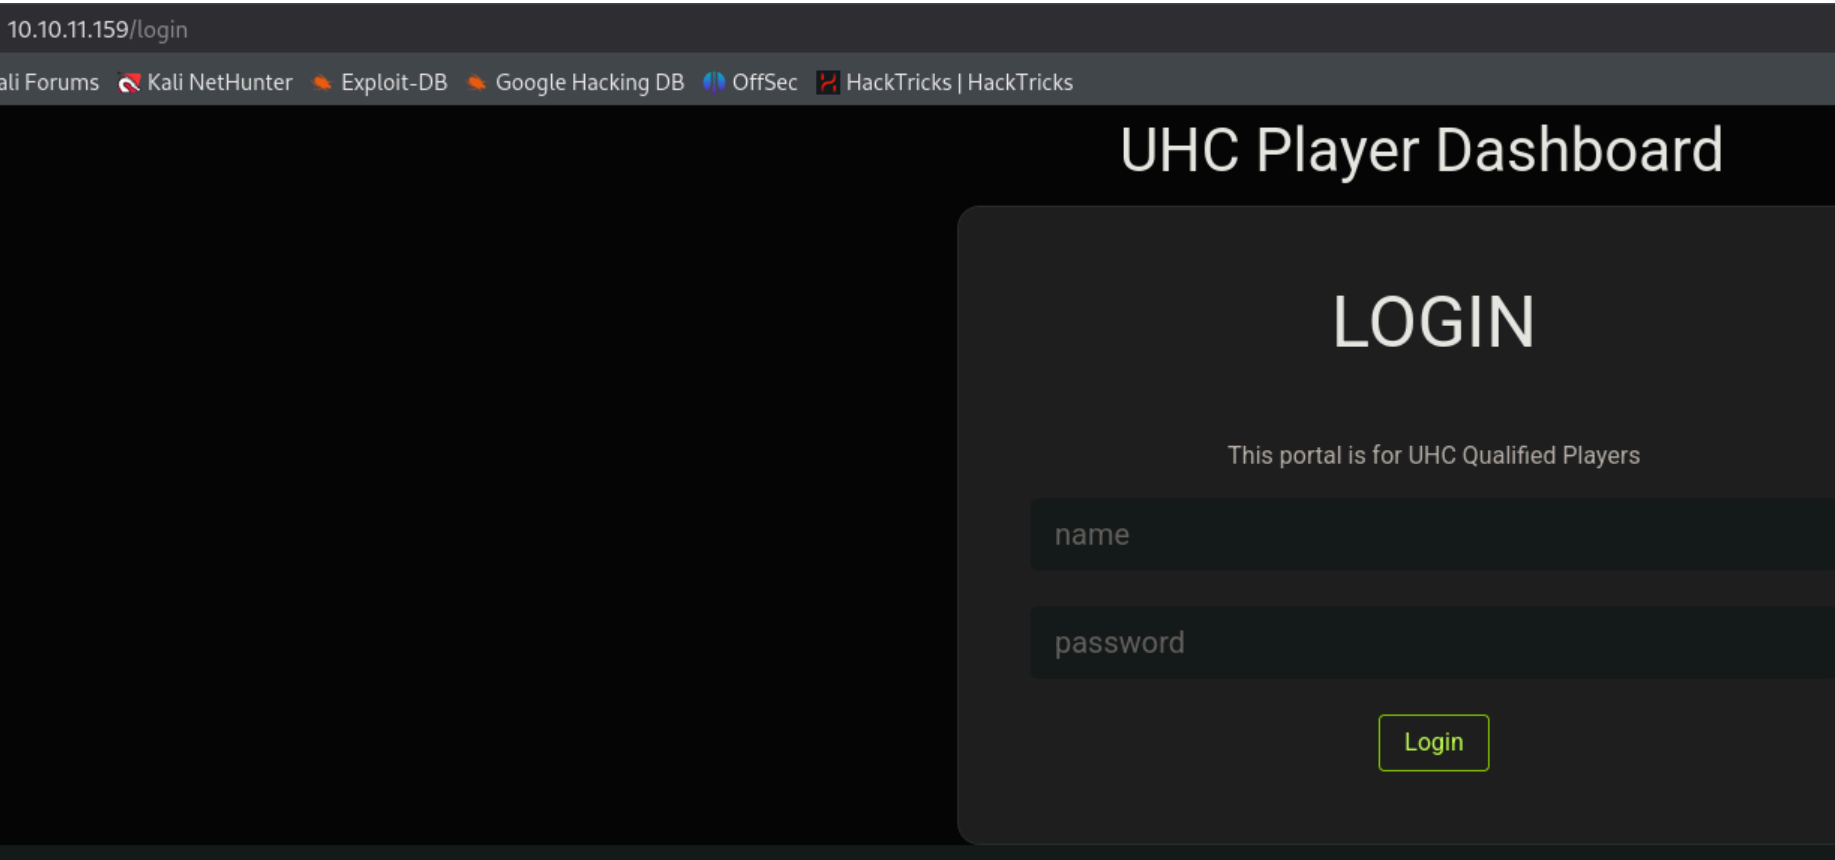 10.10.11.159/login
ali Forums Kali NetHunter Exploit-DB Google Hacking DB OffSec HackTricks | HackTricks
UHC Player Dashboard
LOGIN
This portal is for UHC Qualified Players
name
password
Login